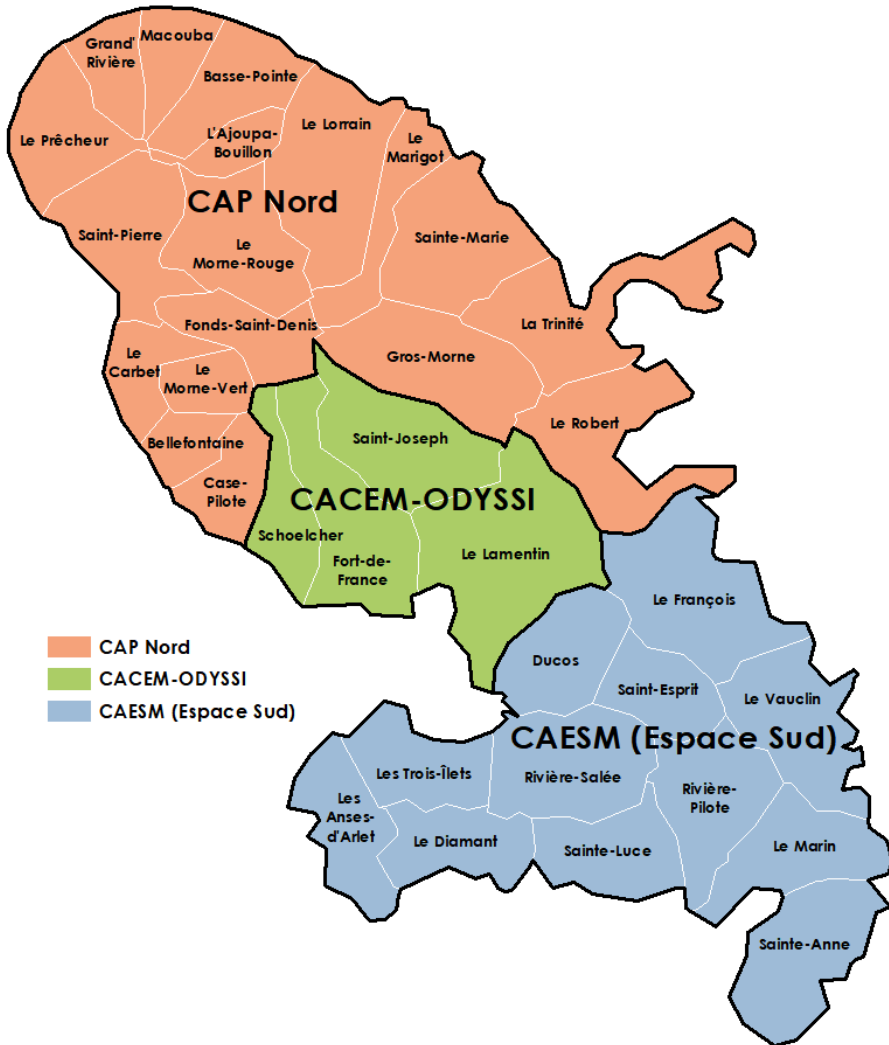 Grand'
Rivière
Macouba
Basse-Pointe
Le Prêcheur
L'Ajoupa-
Bouillon
Le Lorrain
Le
Marigot
CAP Nord
Saint-Pierre
Le
Morne-Rouge
Sainte-Marie
Fonds-Saint-Denis
La Trinité
Le
Carbet
Le
Morne-Vert
Gros-Morne
Le Robert
Bellefontaine
Saint-Joseph
Case-
Pilote
CACEM-ODYSSI
Schoelcher
Fort-de-
France
Le Lamentin
Le François
CAP Nord
CACEM-ODYSSI
CAESM (Espace Sud)
Ducos
Saint-Esprit
Le Vauclin
CAESM (Espace Sud)
Les Trois-Îlets
Rivière-Salée
Rivière-
Pilote
Les
Anses-
d'Arlet
Le Diamant
Sainte-Luce
Le Marin
Sainte-Anne